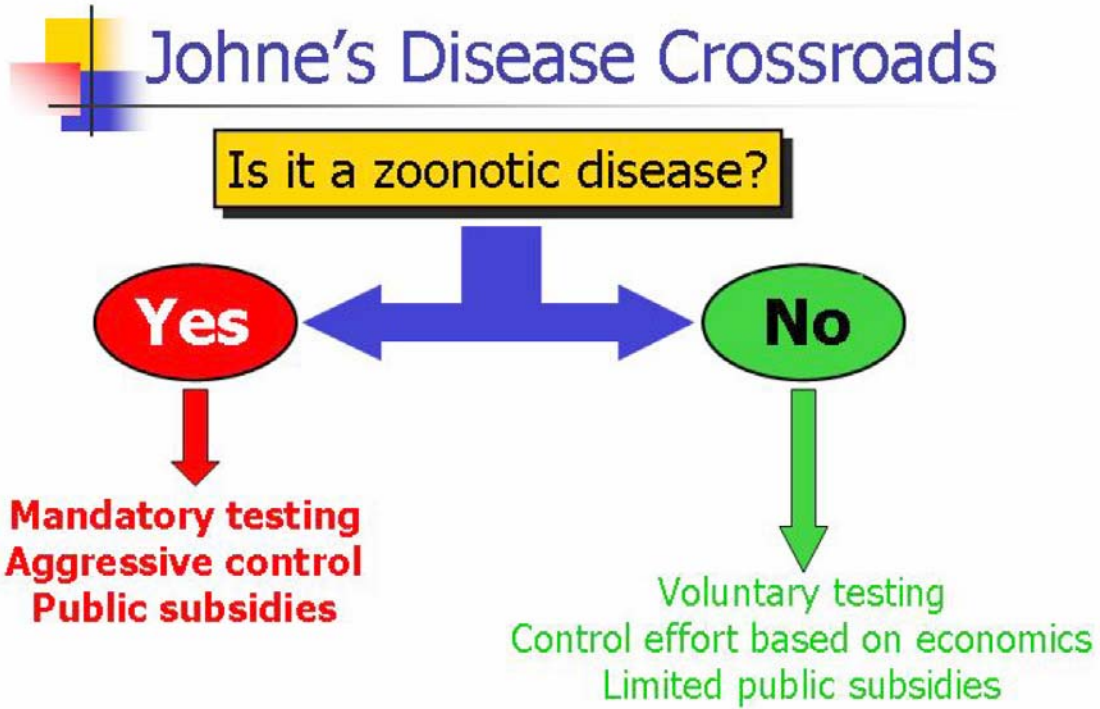 Johne's Disease Crossroads
Is it a zoonotic disease?
Yes
No
Mandatory testing
Aggressive control
Public subsidies
Voluntary testing
Control effort based on economics
Limited public subsidies